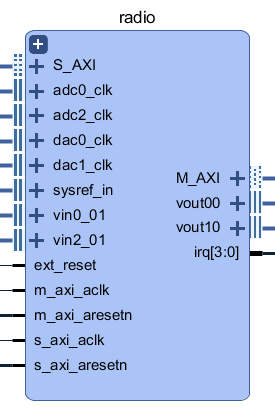 radio
S_AXI
adc0_clk
adc2_clk
dac0_clk
dac1_clk
sysref_in
vin0_01
vin2_01
ext_reset
m_axi_aclk
m_axi_aresetn
s_axi_aclk
s_axi_aresetn
M_AXI
vout00
vout10
irq[3:0]